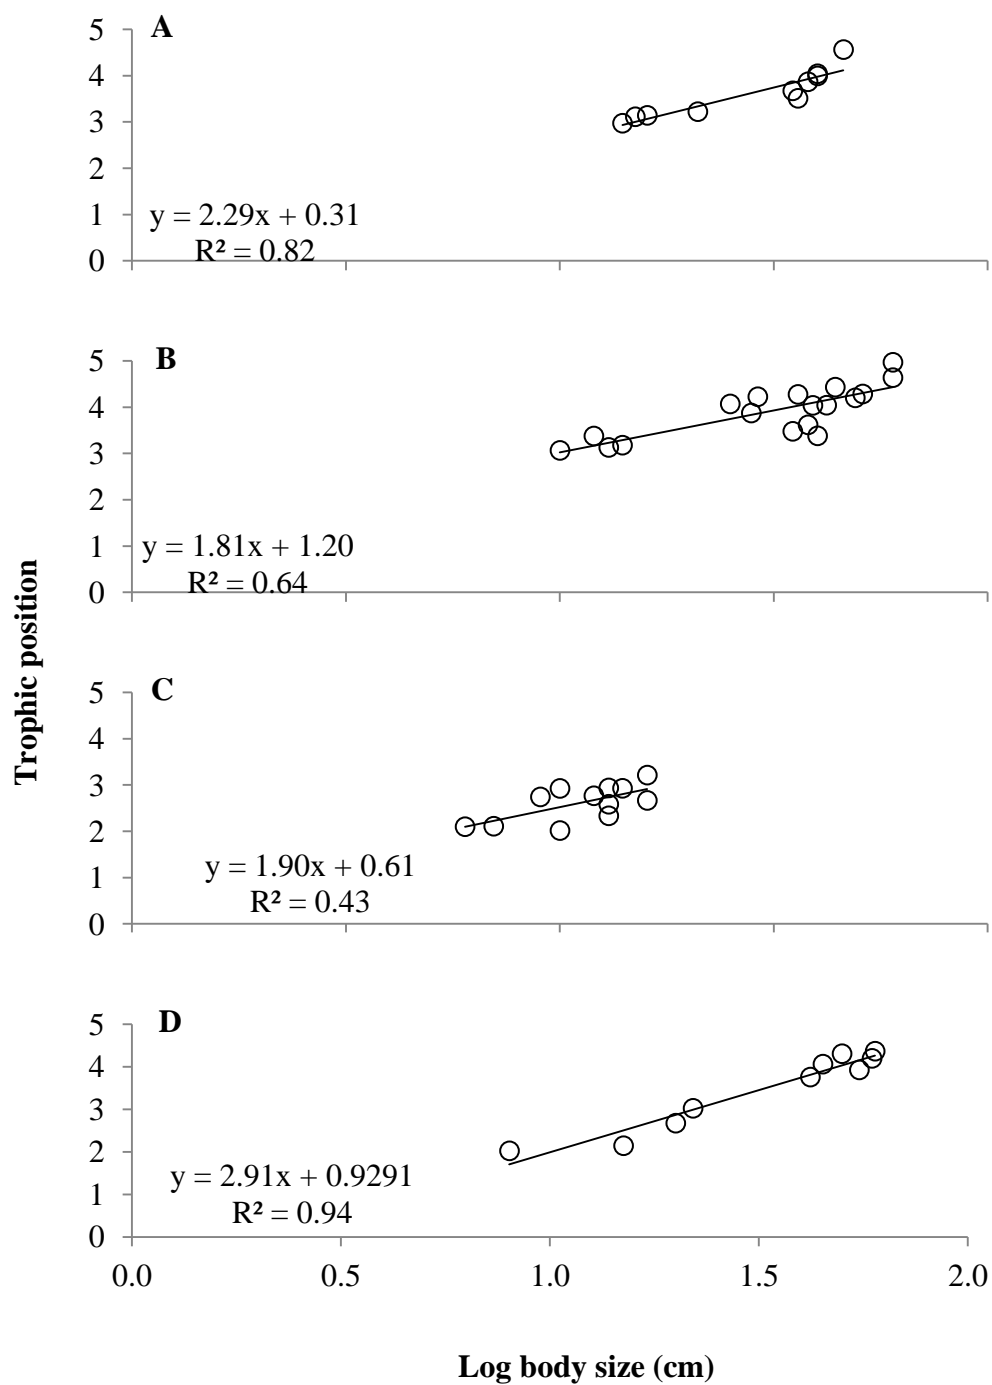 A
5
4
3
2
1
0
y = 2.29x + 0.31
R² = 0.82
B
5
4
3
2
1
0
y = 1.81x + 1.20
R² = 0.64
Trophic position
C
5
4
3
2
1
0
y = 1.90x + 0.61
R² = 0.43
D
5
4
3
2
1
0
y = 2.91x + 0.9291
R² = 0.94
0.0 0.5 1.0 1.5 2.0
Log body size (cm)